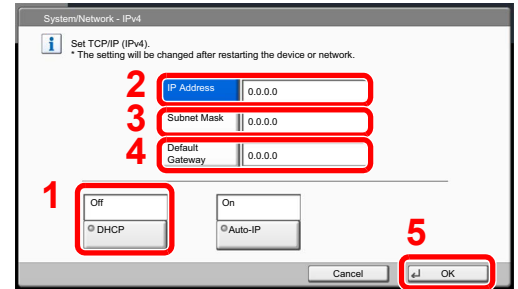 System/Network - IPv4
i
Set TCP/IP (IPv4).
* The setting will be changed after restarting the device or network.
2
IP Address
0.0.0.0
3
Subnet Mask
0.0.0.0
4
Default
Gateway
0.0.0.0
1
Off
On
DHCP
Auto-IP
5
Cancel
OK